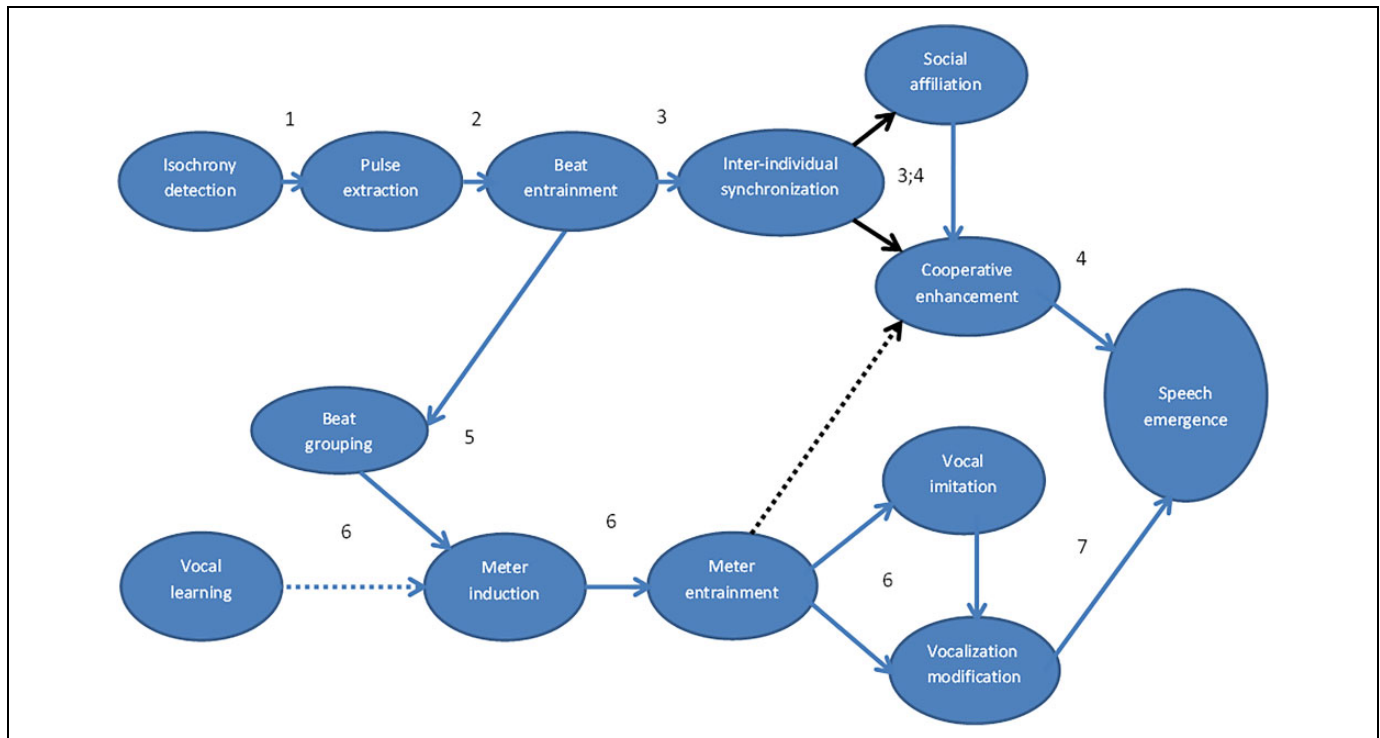 Social
affiliation
1
2
3
Isochrony
detection
Pulse
extraction
Beat
entrainment
Inter-individual
synchronization
3;4
Cooperative
enhancement
4
Speech
emergence
Beat
grouping
5
Vocal
imitation
6
6
7
Vocal
learning
Meter
induction
Meter
entrainment
6
Vocalization
modification